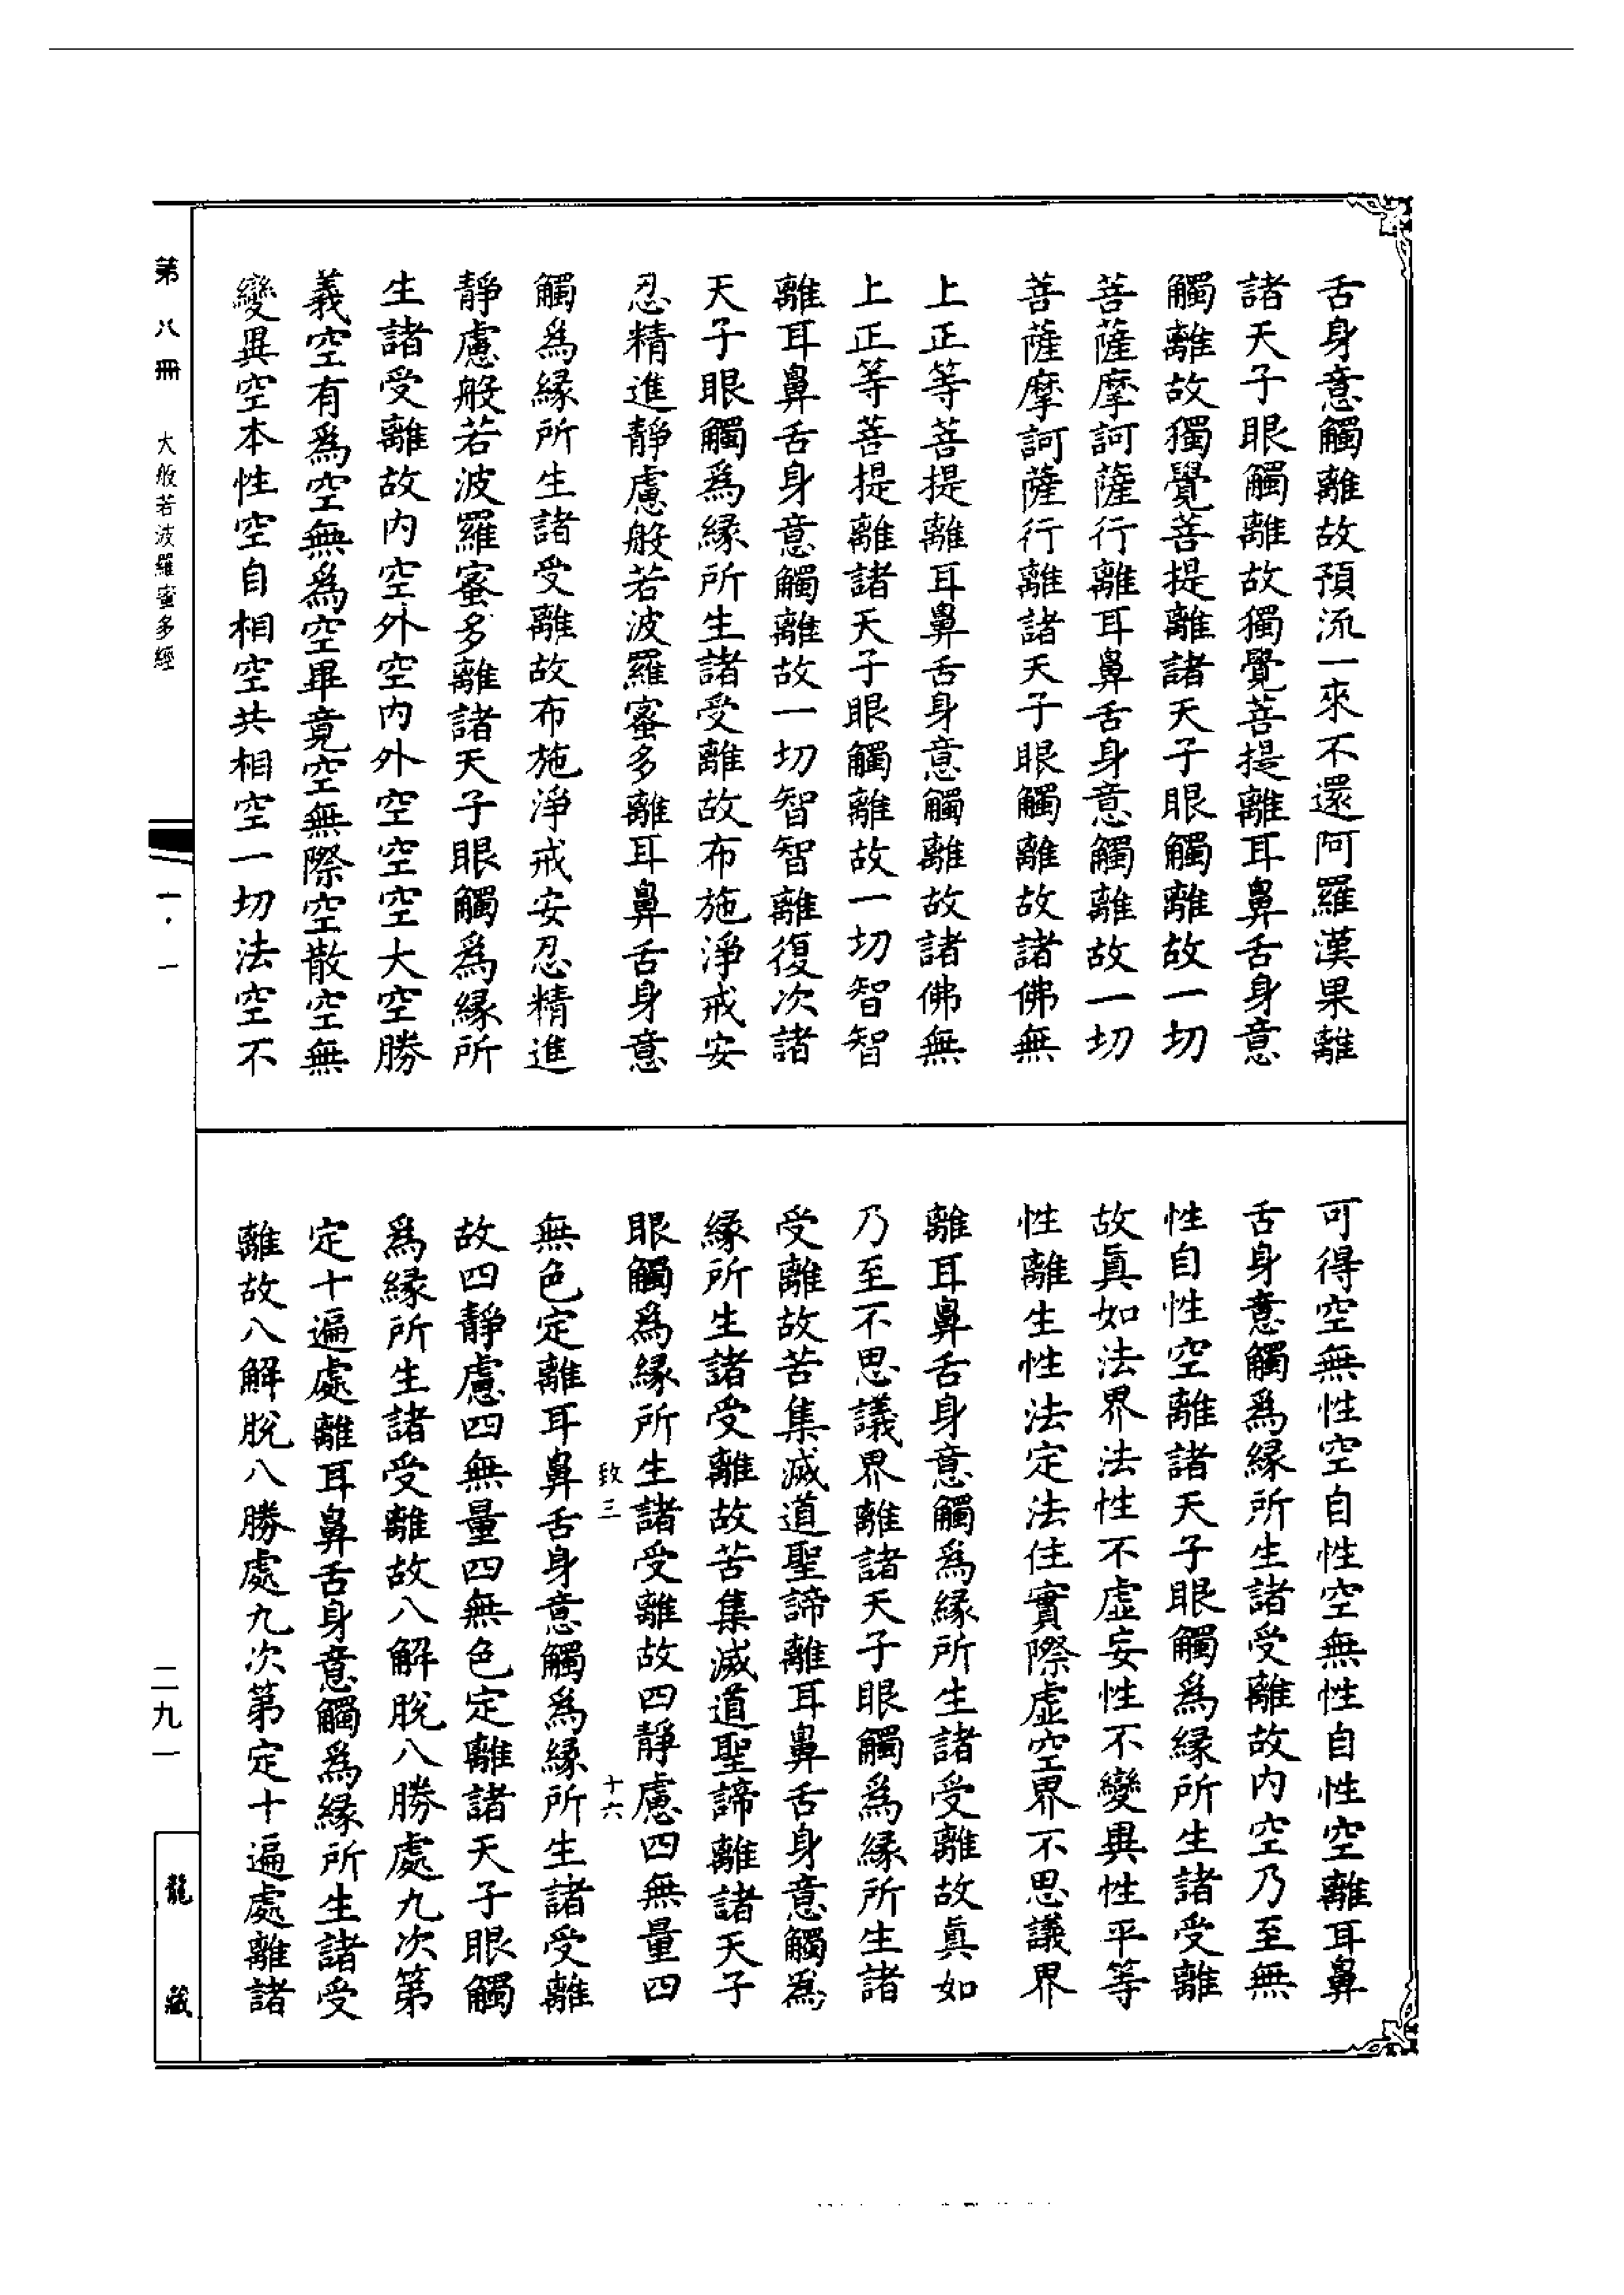 舌身意觸離故預流一來不還阿羅漢果離
諸天子眼觸離故獨覺菩提離耳鼻舌身意
觸離故獨覺菩提離諸天子眼觸離故一切
菩薩摩訶薩行離耳鼻舌身意觸離故一切
菩薩摩訶薩行離諸天子眼觸離故諸佛無
上正等菩提離耳鼻舌身意觸離故諸佛無
上正等菩提離諸天子眼觸離故一切智智
離耳鼻舌身意觸離故一切智智離復次諸
天子眼觸爲緣所生諸受離故布施淨戒安
忍精進靜慮般若波羅蜜多離耳鼻舌身意
觸爲緣所生諸受離故布施淨戒安忍精進
靜慮般若波羅蜜多離諸天子眼觸爲緣所
生諸受離故內空外空內外空空空大空勝
義空有爲空無爲空畢竟空無際空散空無
變異空本性空自相空共相空一切法空不
可得空無性空自性空無性自性空離耳鼻
舌身意觸爲緣所生諸受離故內空乃至無
性自性空離諸天子眼觸爲緣所生諸受離
故眞如法界法性不虛妄性不變異性平等
性離生性法定法住實際虛空界不思議界
離耳鼻舌身意觸爲緣所生諸受離故眞如
乃至不思議界離諸天子眼觸爲緣所生諸
受離故苦集滅道聖諦離耳鼻舌身意觸爲
緣所生諸受離故苦集滅道聖諦離諸天子
眼觸爲緣所生諸受離故四靜慮四無量四
致三 十六
無色定離耳鼻舌身意觸爲緣所生諸受離
故四靜慮四無量四無色定離諸天子眼觸
爲緣所生諸受離故八解脫八勝處九次第
定十遍處離耳鼻舌身意觸爲緣所生諸受
離故八解脫八勝處九次第定十遍處離諸
第八冊 大般若波羅蜜多經 一·一 二九一 龍藏